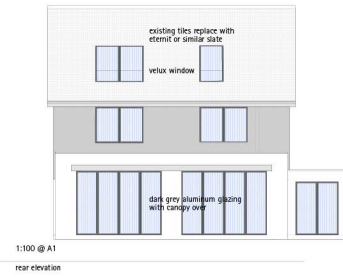 existing tiles replace with
eternit or similar slate
velux window
dark grey aluminum glazing
with canopy over
1:100 @ A1
rear elevation